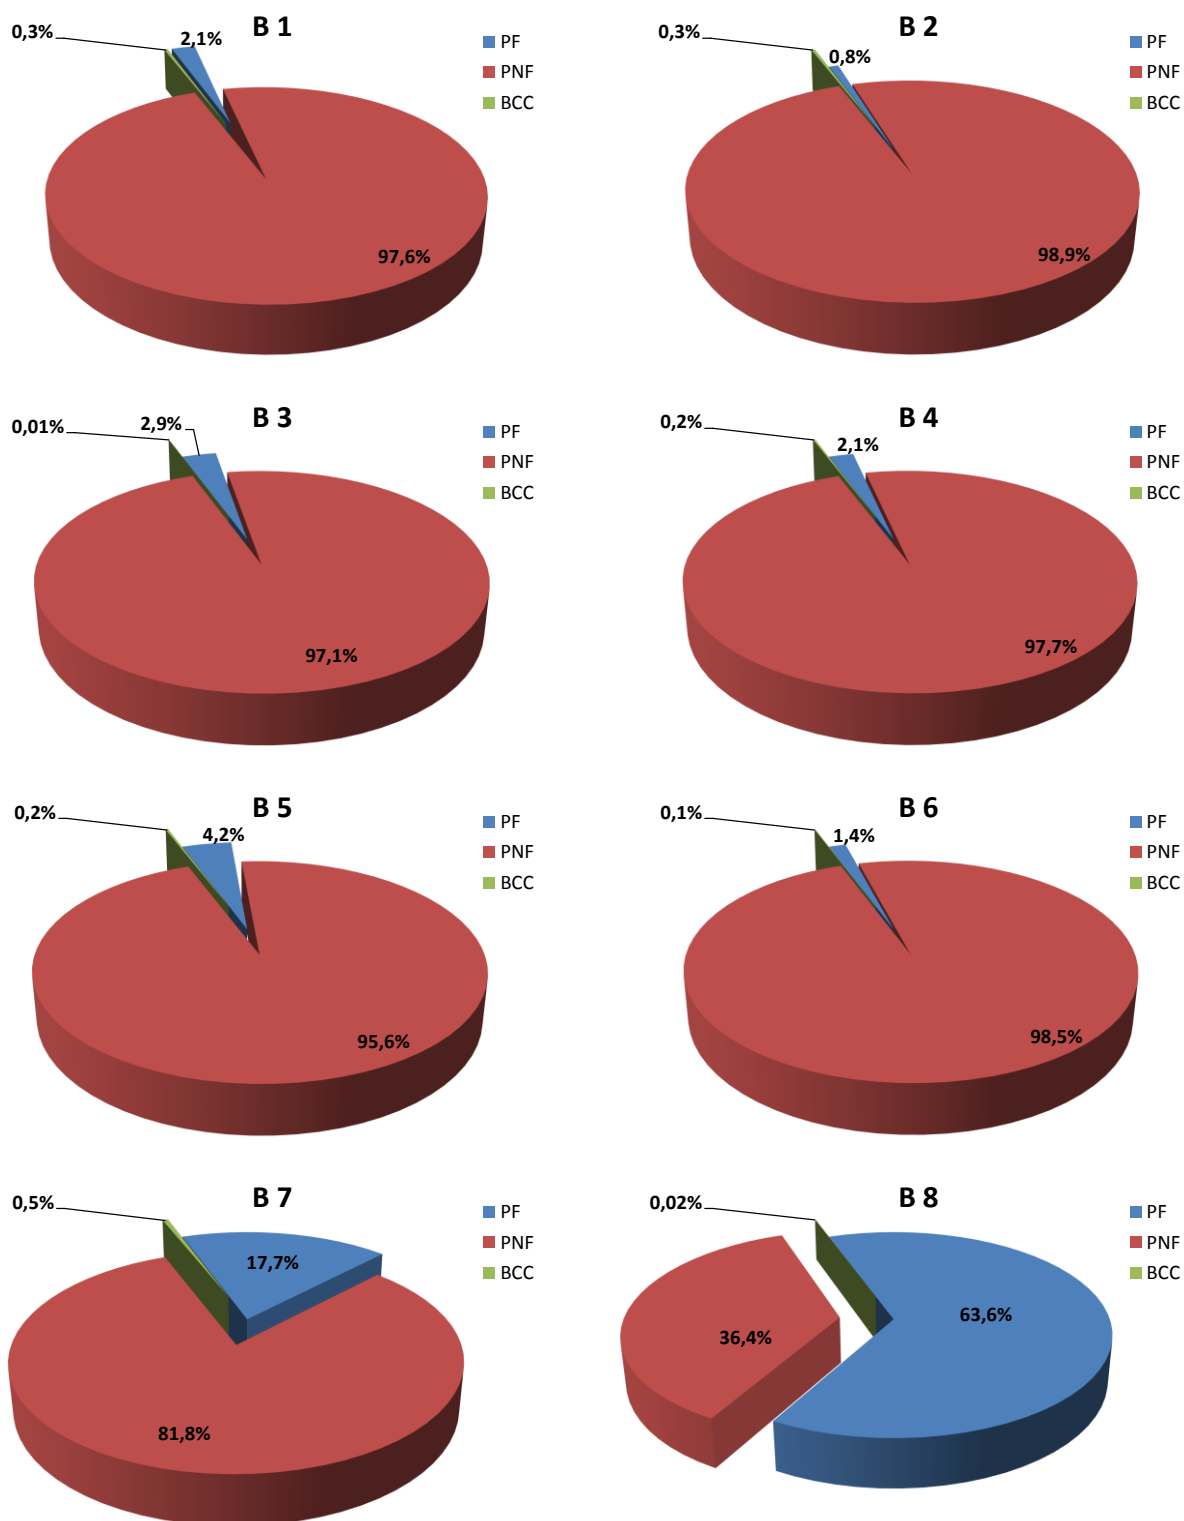 B 1
0,3%
2,1%
97,6%
PF
PNF
BCC
B 2
0,3%
0,8%
98,9%
PF
PNF
BCC
B 3
0,01%
2,9%
97,1%
PF
PNF
BCC
B 4
0,2%
2,1%
97,7%
PF
PNF
BCC
B 5
0,2%
4,2%
95,6%
PF
PNF
BCC
B 6
0,1%
1,4%
98,5%
PF
PNF
BCC
B 7
0,5%
17,7%
81,8%
PF
PNF
BCC
B 8
0,02%
63,6%
36,4%
PF
PNF
BCC